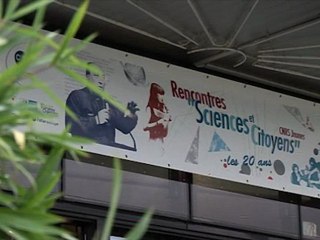 Rencontres
CNRS Jeunes
"Sciences et
Citoyens"
les 20 ans